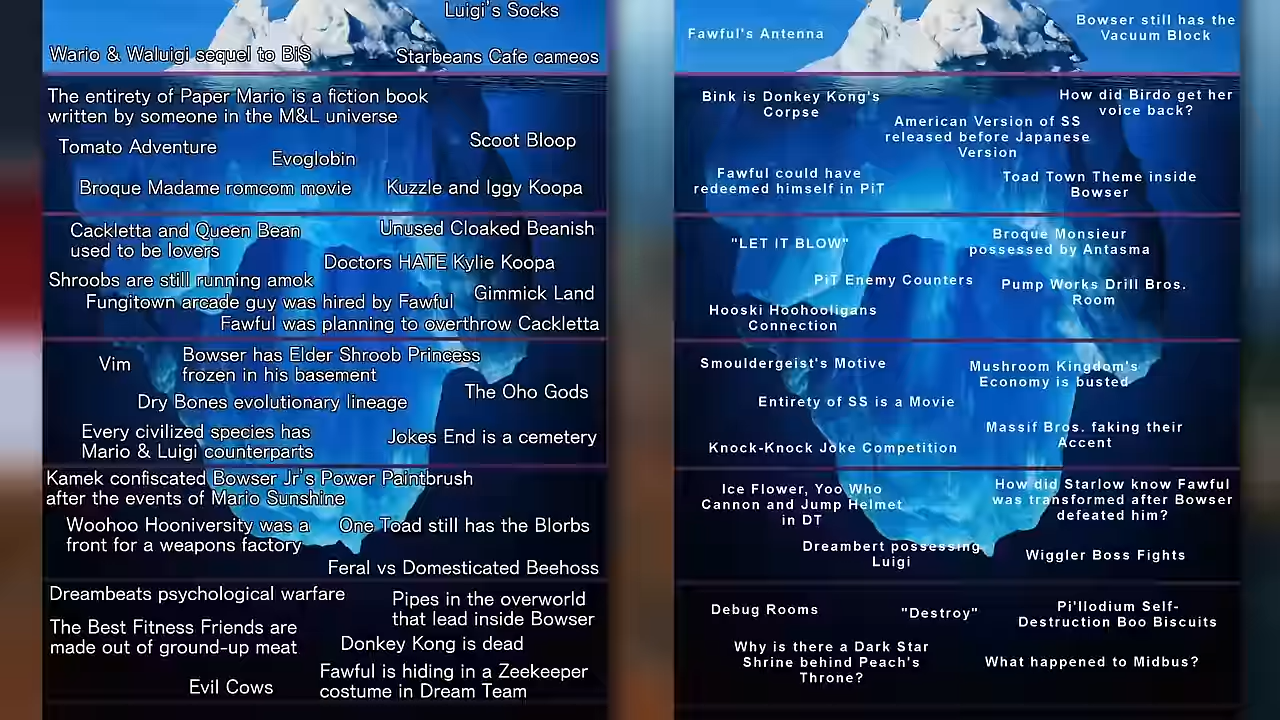 Luigi's Socks
Wario & Waluigi sequel to BiS
Starbeans Cafe cameos
The entirety of Paper Mario is a fiction book
written by someone in the M&L universe
Tomato Adventure
Scoot Bloop
Evoglobin
Broque Madame romcom movie
Kuzzle and Iggy Koopa
Cackletta and Queen Bean
used to be lovers
Unused Cloaked Beanish
Doctors HATE Kylie Koopa
Shroobs are still running amok
Gimmick Land
Fungitown arcade guy was hired by Fawful
Fawful was planning to overthrow Cackletta
Vim
Bowser has Elder Shroob Princess
frozen in his basement
The Oho Gods
Dry Bones evolutionary lineage
Every civilized species has
Mario & Luigi counterparts
Jokes End is a cemetery
Kamek confiscated Bowser Jr's Power Paintbrush
after the events of Mario Sunshine
Woohoo Hooniversity was a
front for a weapons factory
One Toad still has the Blorbs
Feral vs Domesticated Beehoss
Dreambeats psychological warfare
Pipes in the overworld
that lead inside Bowser
The Best Fitness Friends are
made out of ground-up meat
Donkey Kong is dead
Evil Cows
Fawful is hiding in a Zeekeeper
costume in Dream Team
Fawful's Antenna
Bowser still has the
Vacuum Block
Bink is Donkey Kong's
Corpse
How did Birdo get her
voice back?
American Version of SS
released before Japanese
Version
Fawful could have
redeemed himself in PiT
Toad Town Theme inside
Bowser
"LET IT BLOW"
Broque Monsieur
possessed by Antasma
PiT Enemy Counters
Pump Works Drill Bros.
Room
Hooski Hoohooligans
Connection
Smouldergeist's Motive
Mushroom Kingdom's
Economy is busted
Entirety of SS is a Movie
Massif Bros. faking their
Accent
Knock-Knock Joke Competition
Ice Flower, Yoo Who
Cannon and Jump Helmet
in DT
How did Starlow know Fawful
was transformed after Bowser
defeated him?
Dreambert possessing
Luigi
Wiggler Boss Fights
Debug Rooms
"Destroy"
Pi'llodium Self-
Destruction Boo Biscuits
Why is there a Dark Star
Shrine behind Peach's
Throne?
What happened to Midbus?